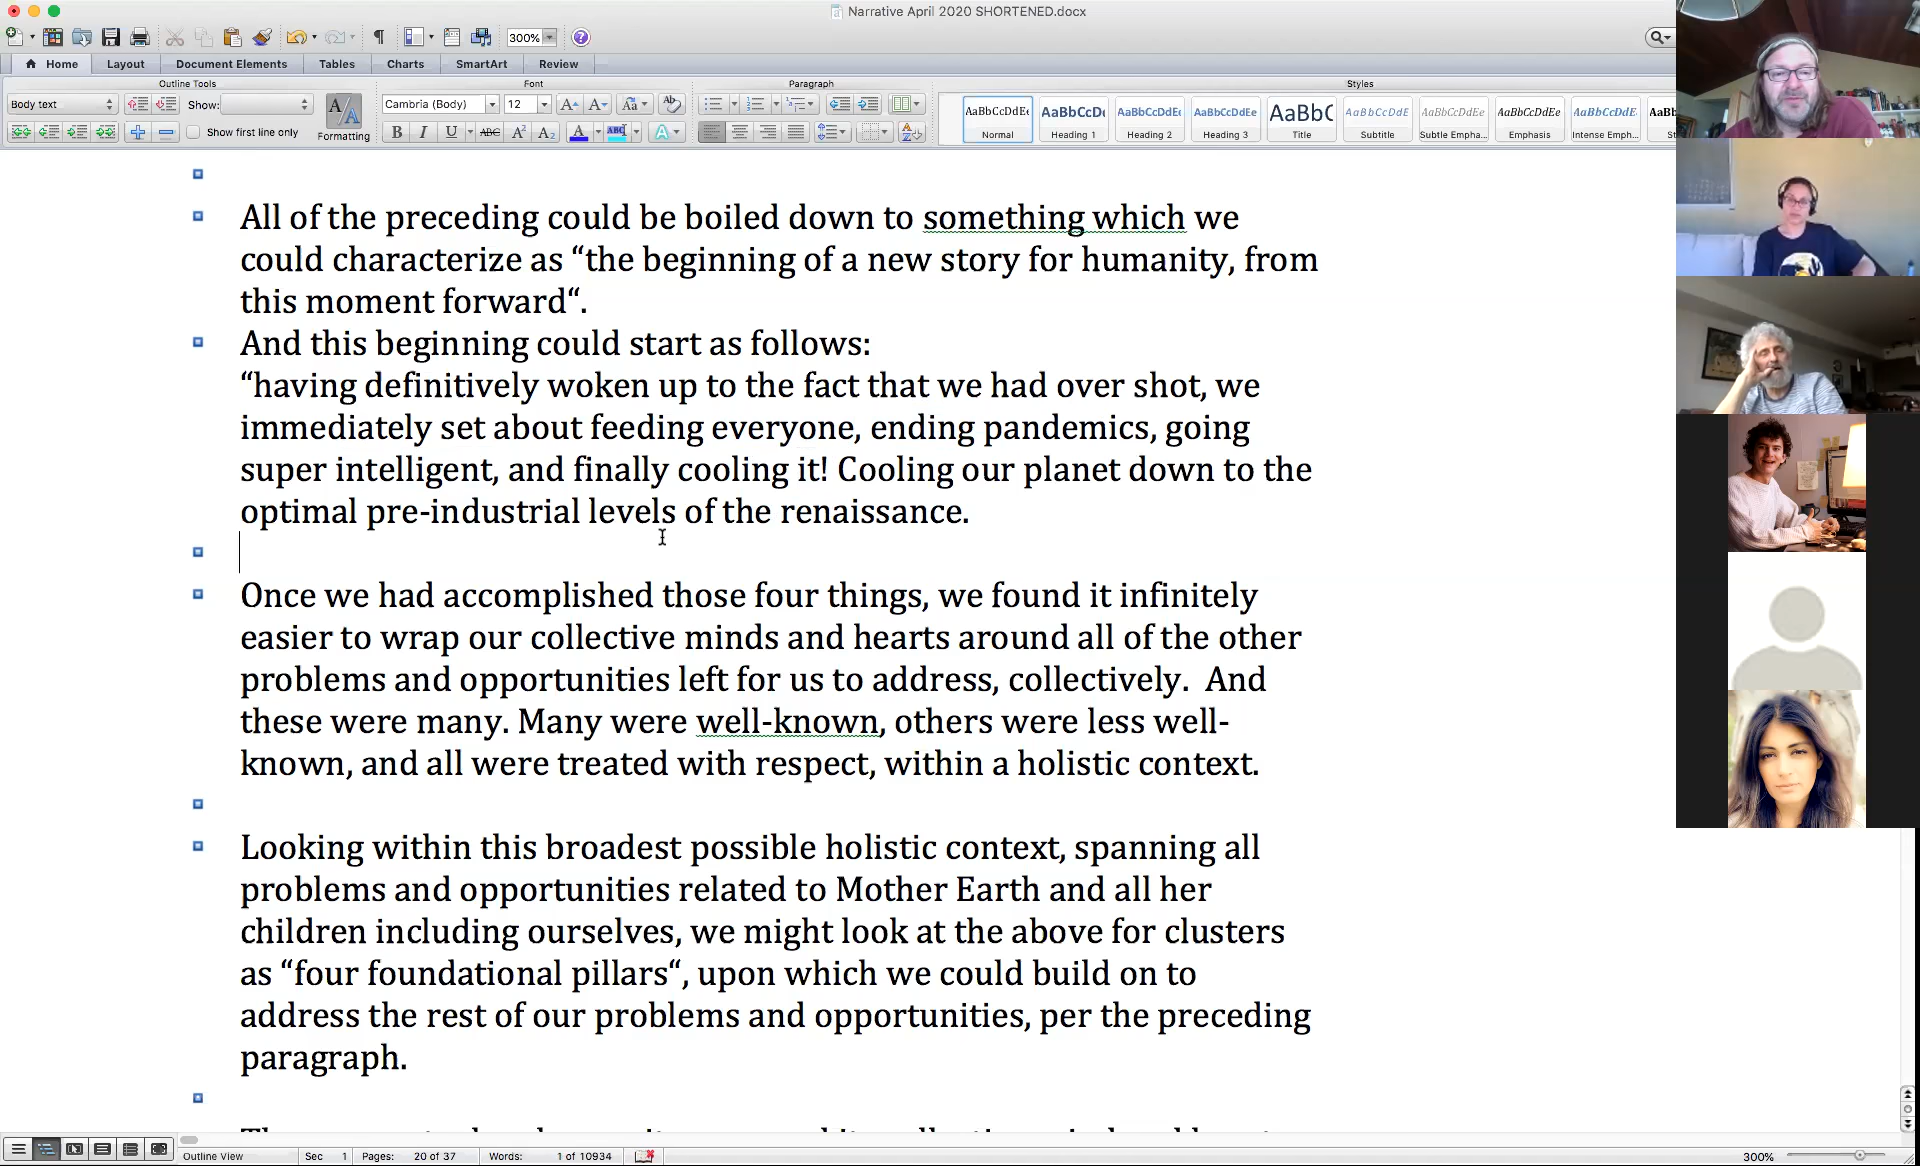 Narrative April 2020 SHORTENED.docx
300%
Home Layout Document Elements Tables Charts SmartArt Review
Outline Tools Font Paragraph Styles
Body text Show: Cambria (Body) 12
Show first line only Formatting
AaBbCcDdEe AaBbCcDc AaBbCcDdEe AaBbCcDdEe AaBbC AaBbCcDdEE AaBbCcDdEe AaBbCcDdEe AaBbCcDdE
Normal Heading 1 Heading 2 Heading 3 Title Subtitle Subtle Empha... Emphasis Intense Emph...
All of the preceding could be boiled down to something which we
could characterize as “the beginning of a new story for humanity, from
this moment forward“.
And this beginning could start as follows:
“having definitively woken up to the fact that we had over shot, we
immediately set about feeding everyone, ending pandemics, going
super intelligent, and finally cooling it! Cooling our planet down to the
optimal pre-industrial levels of the renaissance.
Once we had accomplished those four things, we found it infinitely
easier to wrap our collective minds and hearts around all of the other
problems and opportunities left for us to address, collectively.  And
these were many. Many were well-known, others were less well-
known, and all were treated with respect, within a holistic context.
Looking within this broadest possible holistic context, spanning all
problems and opportunities related to Mother Earth and all her
children including ourselves, we might look at the above for clusters
as “four foundational pillars“, upon which we could build on to
address the rest of our problems and opportunities, per the preceding
paragraph.
Outline View Sec 1 Pages: 20 of 37 Words: 1 of 10934 300%